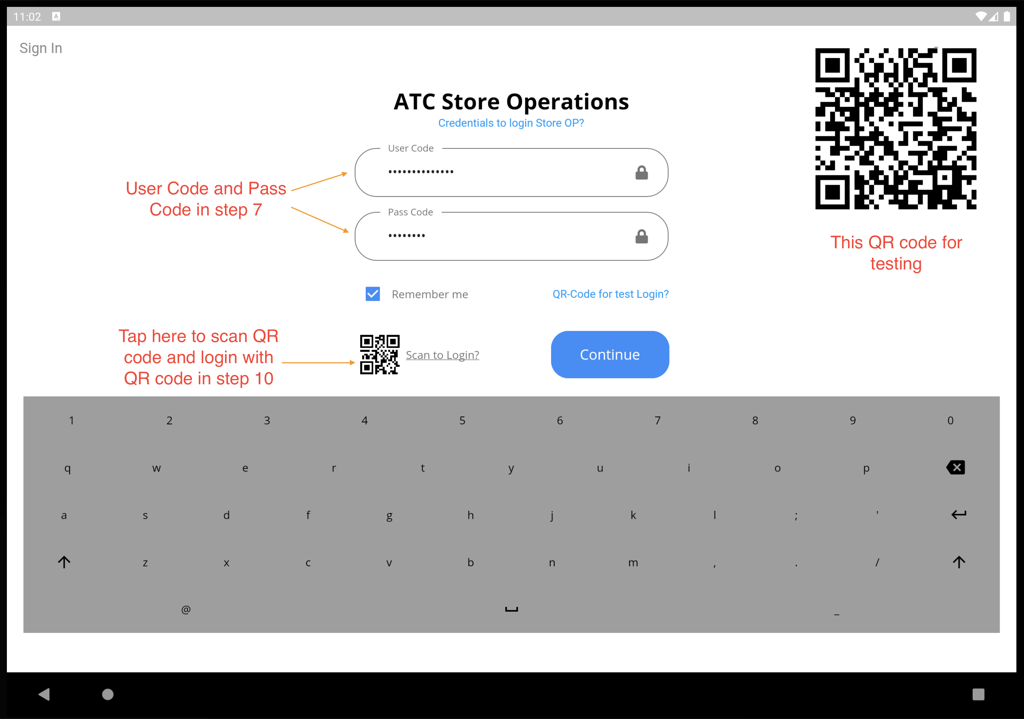 11:02
Sign In
ATC Store Operations
Credentials to login Store OP?
User Code
••••••••••••••
User Code and Pass
Code in step 7
Pass Code
••••••••
This QR code for
testing
Remember me
QR-Code for test Login?
Tap here to scan QR
code and login with
QR code in step 10
Scan to Login?
Continue
1 2 3 4 5 6 7 8 9 0
q w e r t y u i o p
a s d f g h j k l ; '
z x c v b n m , . /
@ _